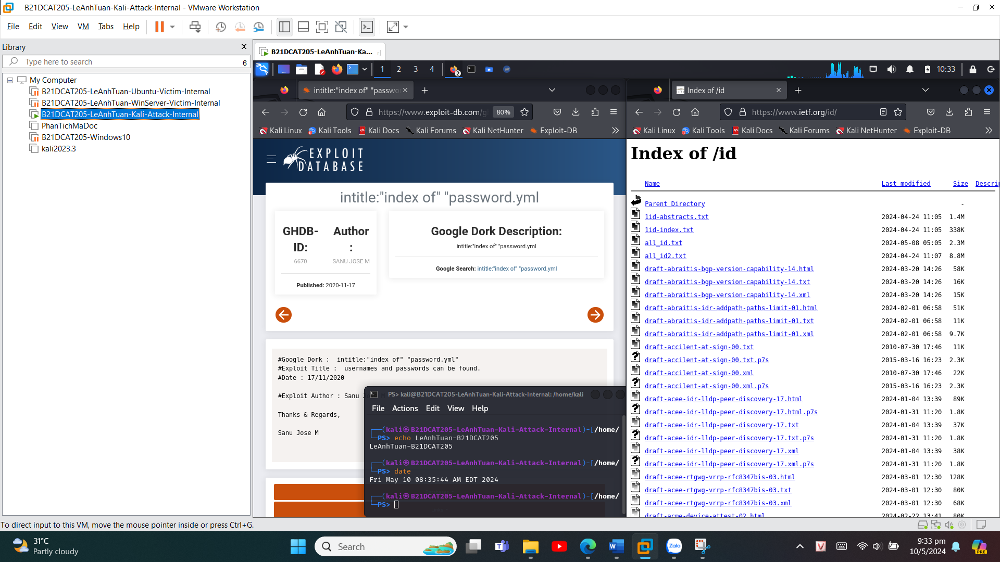 B21DCAT205-LeAnhTuan-Kali-Attack-Internal - VMware Workstation
File Edit View VM Tabs Help
Library
Type here to search
6
My Computer
B21DCAT205-LeAnhTuan-Ubuntu-Victim-Internal
B21DCAT205-LeAnhTuan-WinServer-Victim-Internal
B21DCAT205-LeAnhTuan-Kali-Attack-Internal
PhanTichMaDoc
B21DCAT205-Windows10
kali2023.3
B21DCAT205-LeAnhTuan-Ka...
1 2 3 4
2
10:33
intitle:"index of" "passwo
https://www.exploit-db.com/g
80%
Kali Linux Kali Tools Kali Docs Kali Forums Kali NetHunter Exploit-DB
EXPLOIT
DATABASE
intitle:"index of" "password.yml
GHDB-
ID:
6670
Author
:
SANU JOSE M
Published: 2020-11-17
Google Dork Description:
intitle:"index of" "password.yml
Google Search: intitle:"index of" "password.yml
#Google Dork : intitle:"index of" "password.yml"
#Exploit Title : usernames and passwords can be found.
#Date : 17/11/2020
#Exploit Author : Sanu
Thanks & Regards,
Sanu Jose M
PS> kali@B21DCAT205-LeAnhTuan-Kali-Attack-Internal: /home/kali
File Actions Edit View Help
(kali㉿B21DCAT205-LeAnhTuan-Kali-Attack-Internal)-[/home/
PS> echo LeAnhTuan-B21DCAT205
LeAnhTuan-B21DCAT205
(kali㉿B21DCAT205-LeAnhTuan-Kali-Attack-Internal)-[/home/
PS> date
Fri May 10 08:35:44 AM EDT 2024
(kali㉿B21DCAT205-LeAnhTuan-Kali-Attack-Internal)-[/home/
PS>
Index of /id
https://www.ietf.org/id/
Kali Linux Kali Tools Kali Docs Kali Forums Kali NetHunter Exploit-DB
Index of /id
Name Last modified Size Descrip
Parent Directory -
1id-abstracts.txt 2024-04-24 11:05 1.4M
1id-index.txt 2024-04-24 11:05 338K
all_id.txt 2024-05-08 05:05 2.3M
all_id2.txt 2024-04-24 11:07 8.8M
draft-abraitis-bgp-version-capability-14.html 2024-03-20 14:26 58K
draft-abraitis-bgp-version-capability-14.txt 2024-03-20 14:26 16K
draft-abraitis-bgp-version-capability-14.xml 2024-03-20 14:26 15K
draft-abraitis-idr-addpath-paths-limit-01.html 2024-02-01 06:58 51K
draft-abraitis-idr-addpath-paths-limit-01.txt 2024-02-01 06:58 11K
draft-abraitis-idr-addpath-paths-limit-01.xml 2024-02-01 06:58 9.7K
draft-accilent-at-sign-00.txt 2010-07-30 17:46 11K
draft-accilent-at-sign-00.txt.p7s 2015-03-16 16:23 2.3K
draft-accilent-at-sign-00.xml 2010-07-30 17:46 22K
draft-accilent-at-sign-00.xml.p7s 2015-03-16 16:23 2.3K
draft-acee-idr-lldp-peer-discovery-17.html 2024-01-04 13:39 89K
draft-acee-idr-lldp-peer-discovery-17.html.p7s 2024-01-31 11:20 1.8K
draft-acee-idr-lldp-peer-discovery-17.txt 2024-01-04 13:39 37K
draft-acee-idr-lldp-peer-discovery-17.txt.p7s 2024-01-31 11:20 1.8K
draft-acee-idr-lldp-peer-discovery-17.xml 2024-01-04 13:39 38K
draft-acee-idr-lldp-peer-discovery-17.xml.p7s 2024-01-31 11:20 1.8K
draft-acee-rtgwg-vrrp-rfc8347bis-03.html 2024-03-01 12:30 128K
draft-acee-rtgwg-vrrp-rfc8347bis-03.txt 2024-03-01 12:30 80K
draft-acee-rtgwg-vrrp-rfc8347bis-03.xml 2024-03-01 12:30 68K
draft-acme-device-attest-02.html 2024-02-22 13:41 80K
To direct input to this VM, move the mouse pointer inside or press Ctrl+G.
31°C
Partly cloudy
Search
Zalo
V
PRE
9:33 pm
10/5/2024